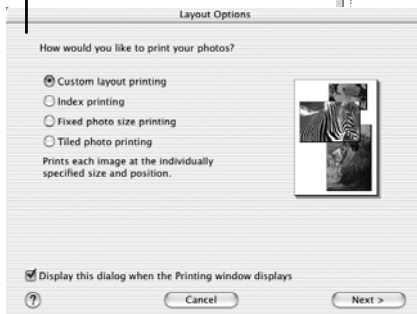 Layout Options
How would you like to print your photos?
Custom layout printing
Index printing
Fixed photo size printing
Tiled photo printing
Prints each image at the individually
specified size and position.
Display this dialog when the Printing window displays
?
Cancel
Next >